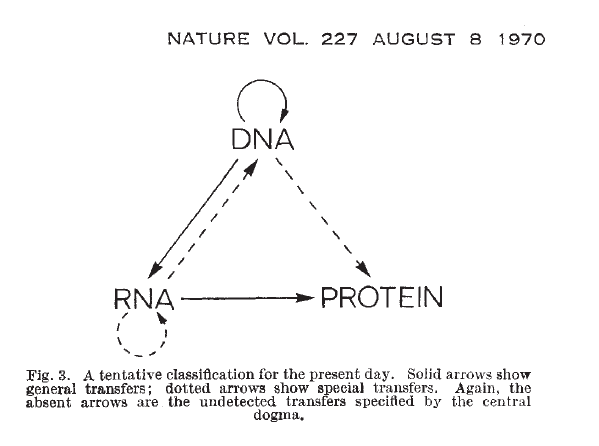 NATURE VOL. 227 AUGUST 8 1970
DNA
RNA
PROTEIN
Fig. 3. A tentative classification for the present day. Solid arrows show
general transfers; dotted arrows show special transfers. Again, the
absent arrows are the undetected transfers specified by the central
dogma.